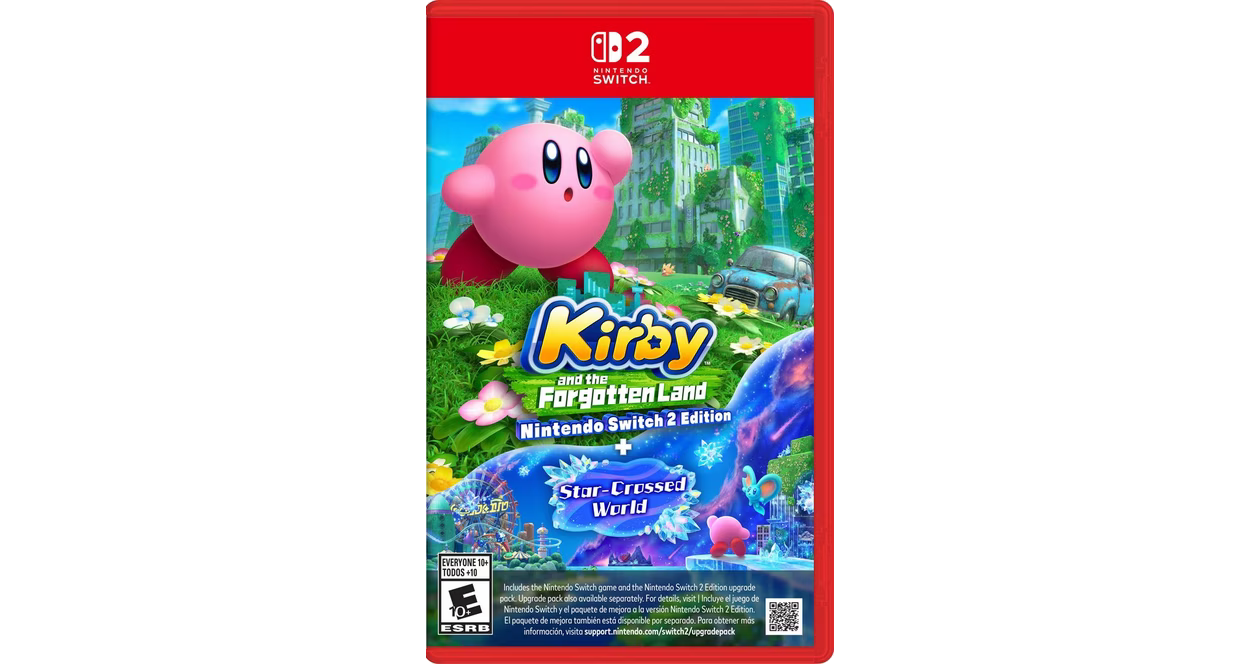 2
NINTENDO
SWITCH
Kirby
and the
Forgotten Land
Nintendo Switch 2 Edition
+
Star-Crossed
World
EVERYONE 10+
TODOS +10
E
10+
ESRB
Includes the Nintendo Switch game and the Nintendo Switch 2 Edition upgrade
pack. Upgrade pack also available separately. For details, visit | Incluye el juego de
Nintendo Switch y el paquete de mejora a la versión Nintendo Switch 2 Edition.
El paquete de mejora también está disponible por separado. Para obtener más
información, visita support.nintendo.com/switch2/upgradepack